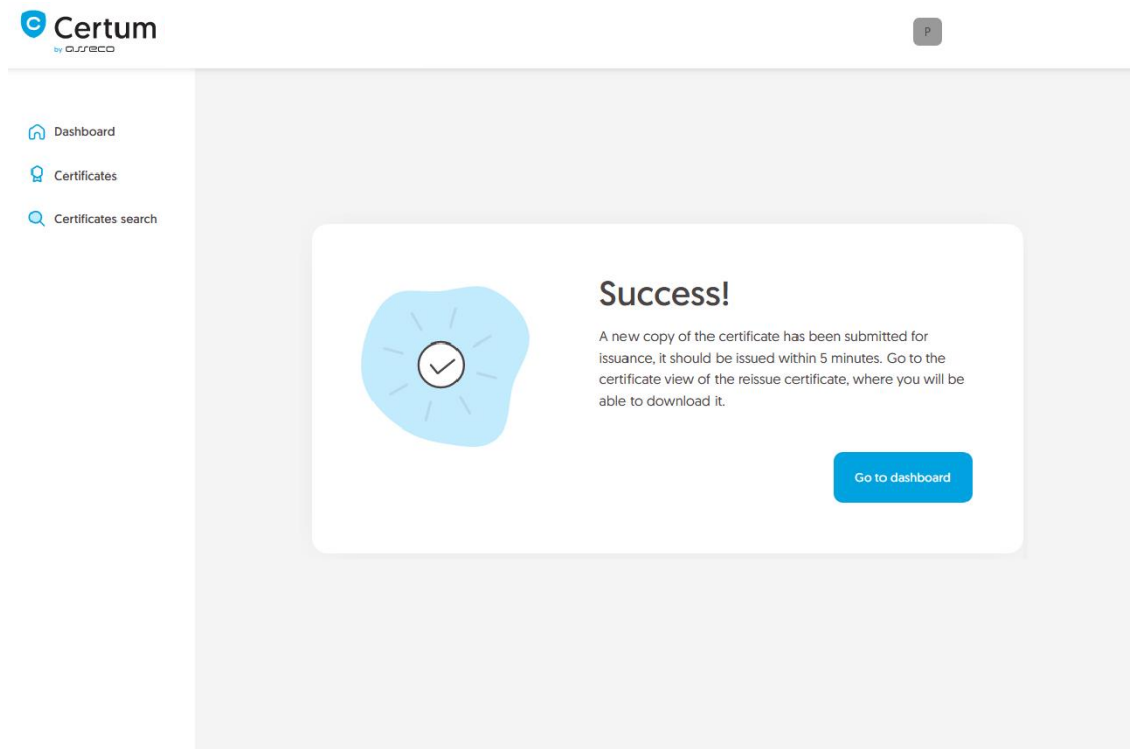 Certum
by asseco
P
Dashboard
Certificates
Certificates search
Success!
A new copy of the certificate has been submitted for
issuance, it should be issued within 5 minutes. Go to the
certificate view of the reissue certificate, where you will be
able to download it.
Go to dashboard